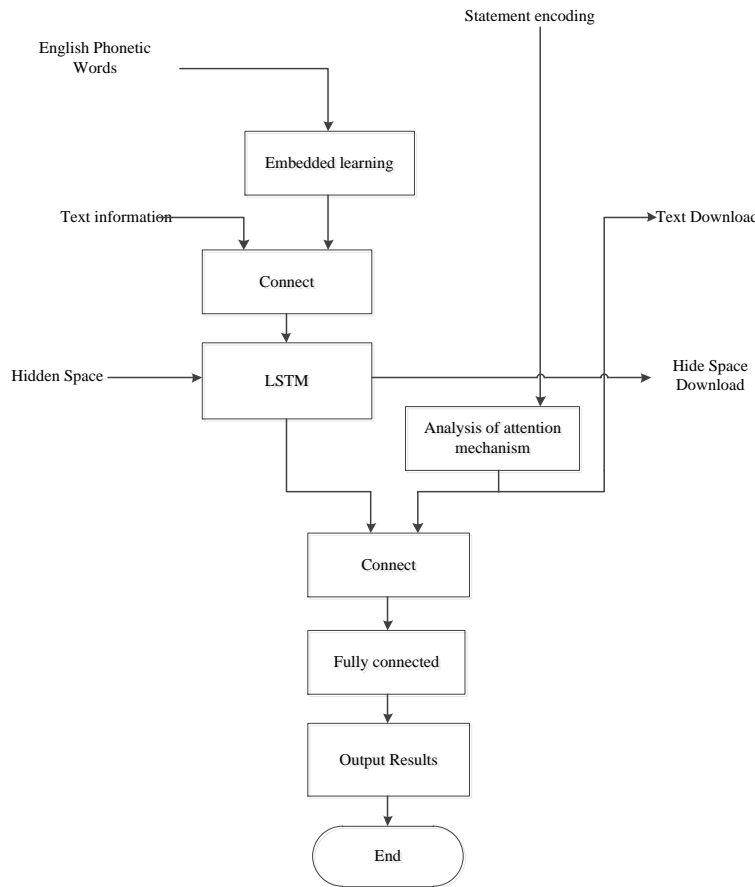 Statement encoding
English Phonetic
Words
Embedded learning
Text information
Text Download
Connect
Hidden Space
LSTM
Hide Space
Download
Analysis of attention
mechanism
Connect
Fully connected
Output Results
End